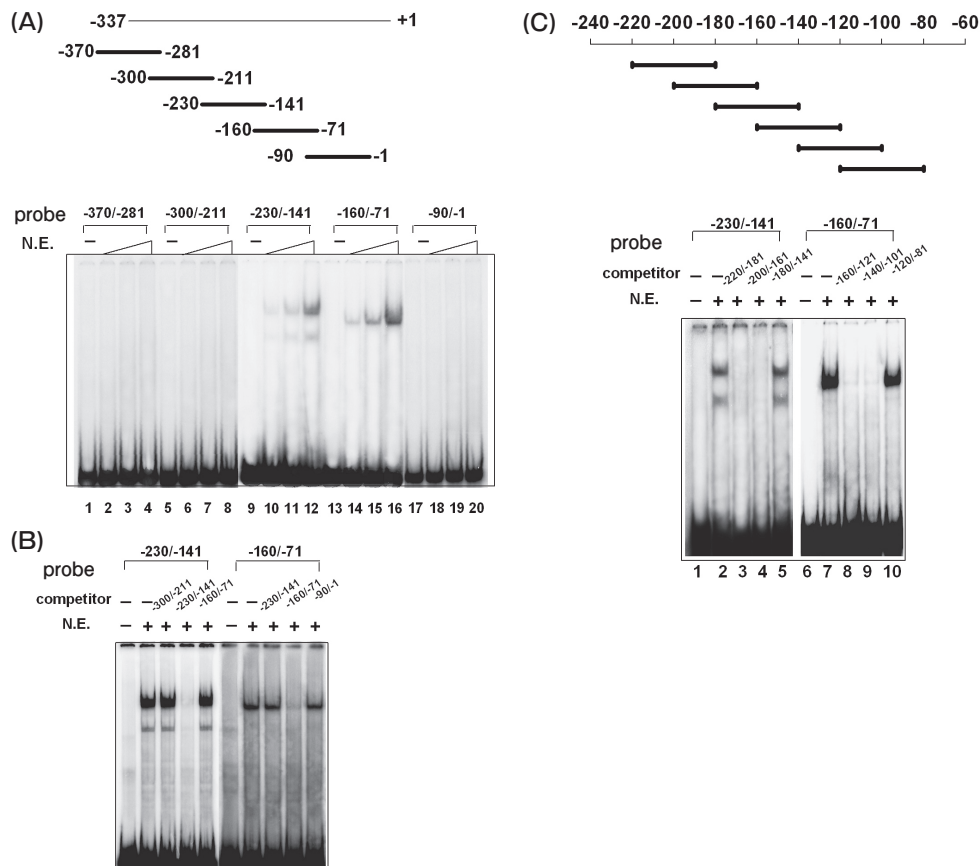 (A)
-337 +1
-370 -281
-300 -211
-230 -141
-160 -71
-90 -1
probe -370/-281 -300/-211 -230/-141 -160/-71 -90/-1
N.E. – – – – –
1 2 3 4 5 6 7 8 9 10 11 12 13 14 15 16 17 18 19 20
(B)
-230/-141 -160/-71
probe
competitor – – -300/-211 -230/-141 -160/-71 – – -230/-141 -160/-71 -90/-1
N.E. – + + + + – + + + +
(C)
-240 -220 -200 -180 -160 -140 -120 -100 -80 -60
-230/-141 -160/-71
probe
competitor – – -220/-181 -200/-161 -180/-141 – – -160/-121 -140/-101 -120/-81
N.E. – + + + + – + + + +
1 2 3 4 5 6 7 8 9 10